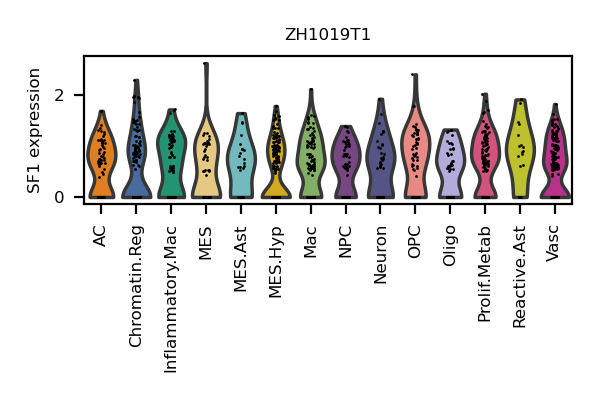 ZH1019T1
SF1 expression
2
0
AC
Chromatin.Reg
Inflammatory.Mac
MES
MES.Ast
MES.Hyp
Mac
NPC
Neuron
OPC
Oligo
Prolif.Metab
Reactive.Ast
Vasc